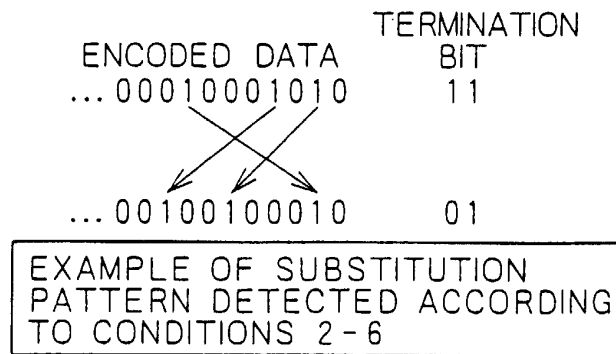 TERMINATION
ENCODED DATA BIT
...00010001010 11
...00100100010 01
EXAMPLE OF SUBSTITUTION
PATTERN DETECTED ACCORDING
TO CONDITIONS 2-6